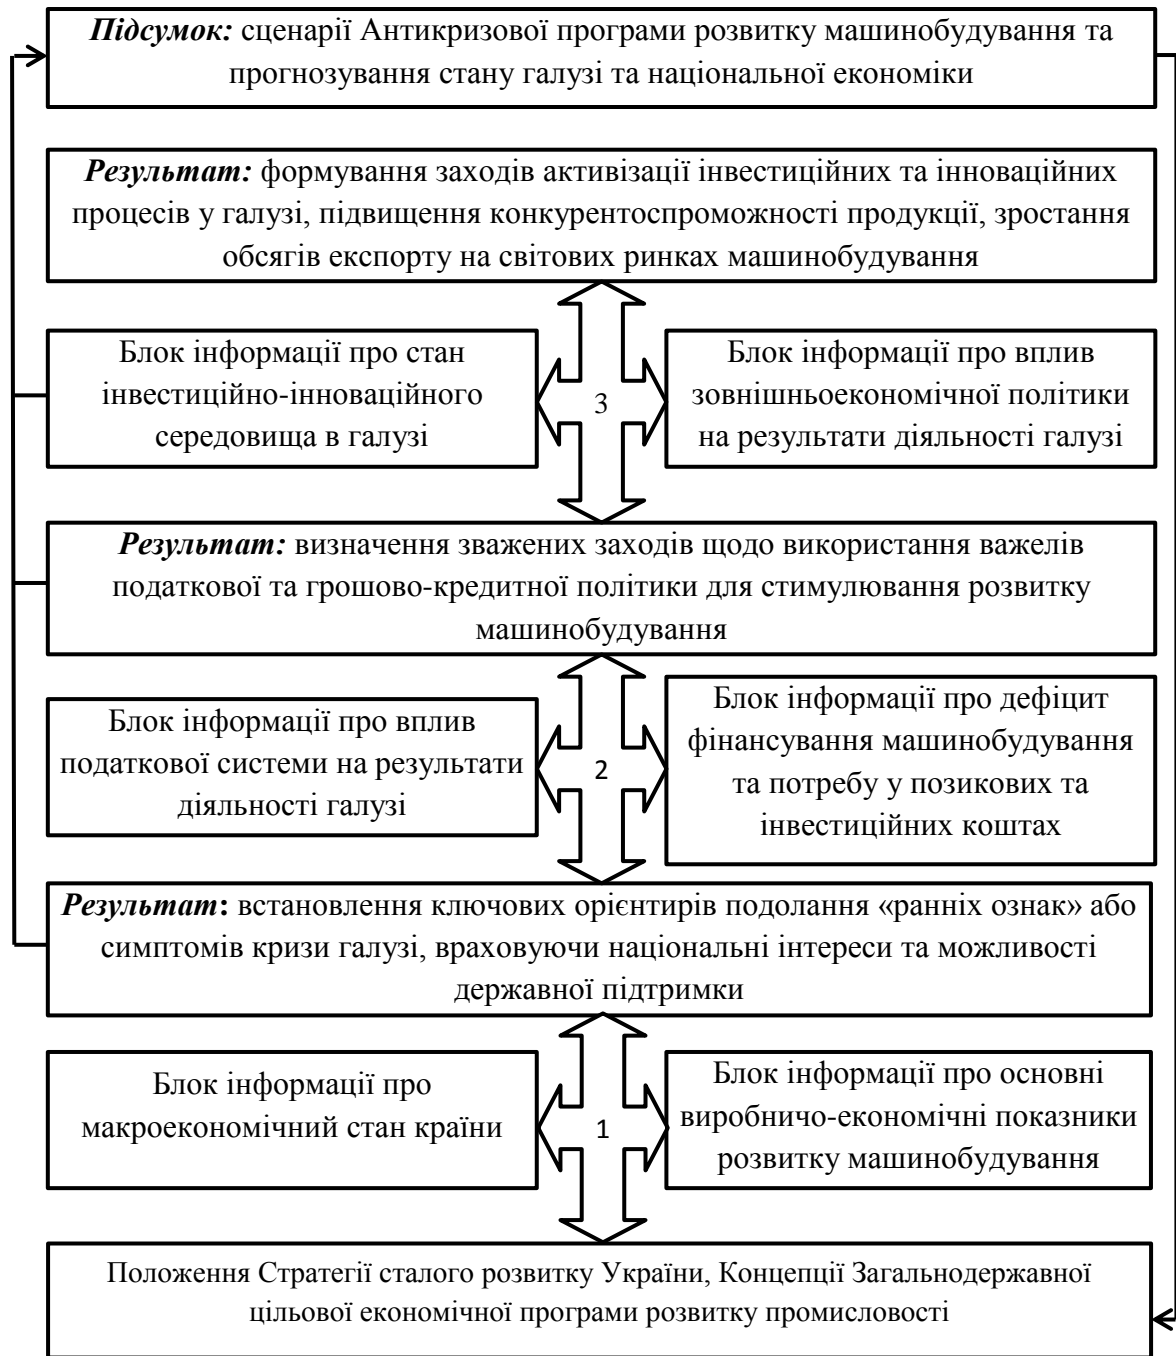 Підсумок: сценарії Антикризової програми розвитку машинобудування та
прогнозування стану галузі та національної економіки
Результат: формування заходів активізації інвестиційних та інноваційних
процесів у галузі, підвищення конкурентоспроможності продукції, зростання
обсягів експорту на світових ринках машинобудування
Блок інформації про стан
інвестиційно-інноваційного
середовища в галузі
3
Блок інформації про вплив
зовнішньоекономічної політики
на результати діяльності галузі
Результат: визначення зважених заходів щодо використання важелів
податкової та грошово-кредитної політики для стимулювання розвитку
машинобудування
Блок інформації про вплив
податкової системи на результати
діяльності галузі
2
Блок інформації про дефіцит
фінансування машинобудування
та потребу у позикових та
інвестиційних коштах
Результат: встановлення ключових орієнтирів подолання «ранніх ознак» або
симптомів кризи галузі, враховуючи національні інтереси та можливості
державної підтримки
Блок інформації про
макроекономічний стан країни
1
Блок інформації про основні
виробничо-економічні показники
розвитку машинобудування
Положення Стратегії сталого розвитку України, Концепції Загальнодержавної
цільової економічної програми розвитку промисловості